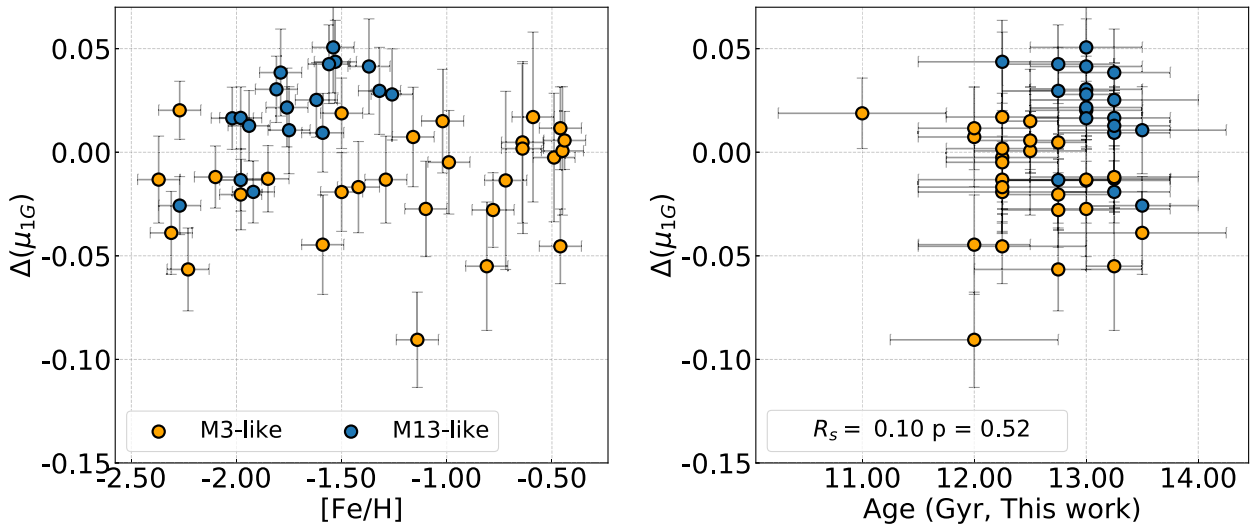 0.05
0.00
-0.05
-0.10
-0.15
Δ(μ1G)
-2.50 -2.00 -1.50 -1.00 -0.50
[Fe/H]
M3-like M13-like
0.05
0.00
-0.05
-0.10
-0.15
Δ(μ1G)
Rs = 0.10 p = 0.52
11.00 12.00 13.00 14.00
Age (Gyr, This work)